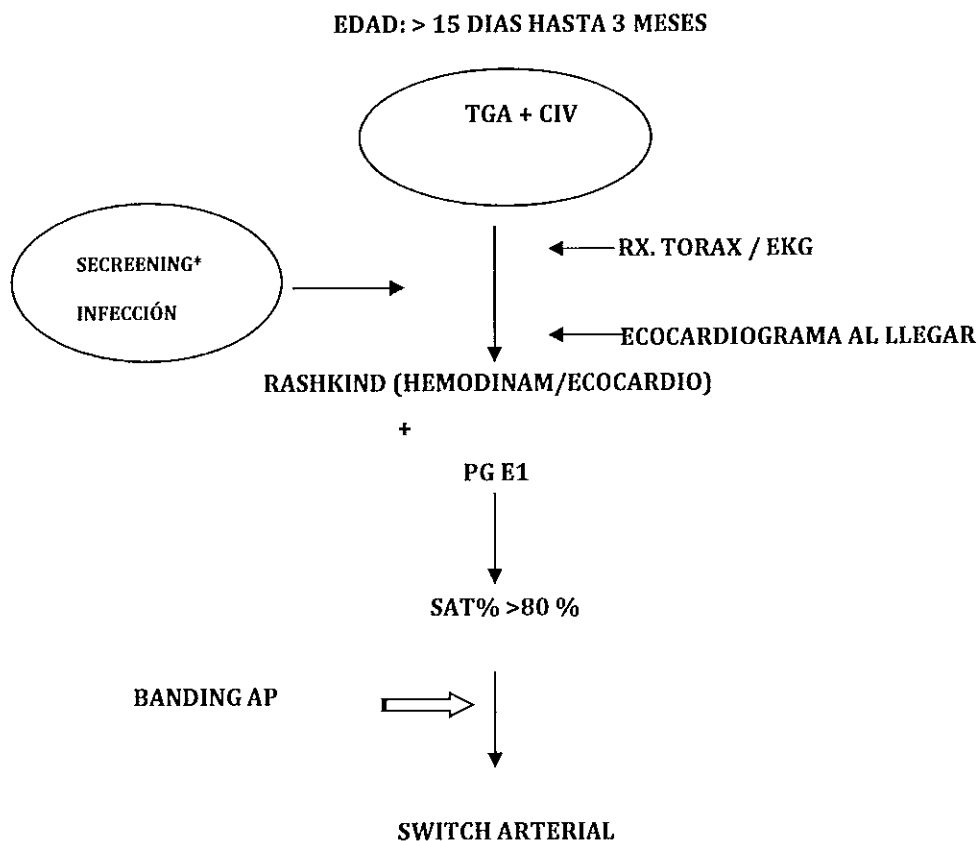 EDAD: > 15 DIAS HASTA 3 MESES
TGA + CIV
RX. TORAX / EKG
SECREENING*
INFECCIÓN
ECOCARDIOGRAMA AL LLEGAR
RASHKIND (HEMODINAM/ECOCARDIO)
+
PG E1
SAT% >80 %
BANDING AP
SWITCH ARTERIAL